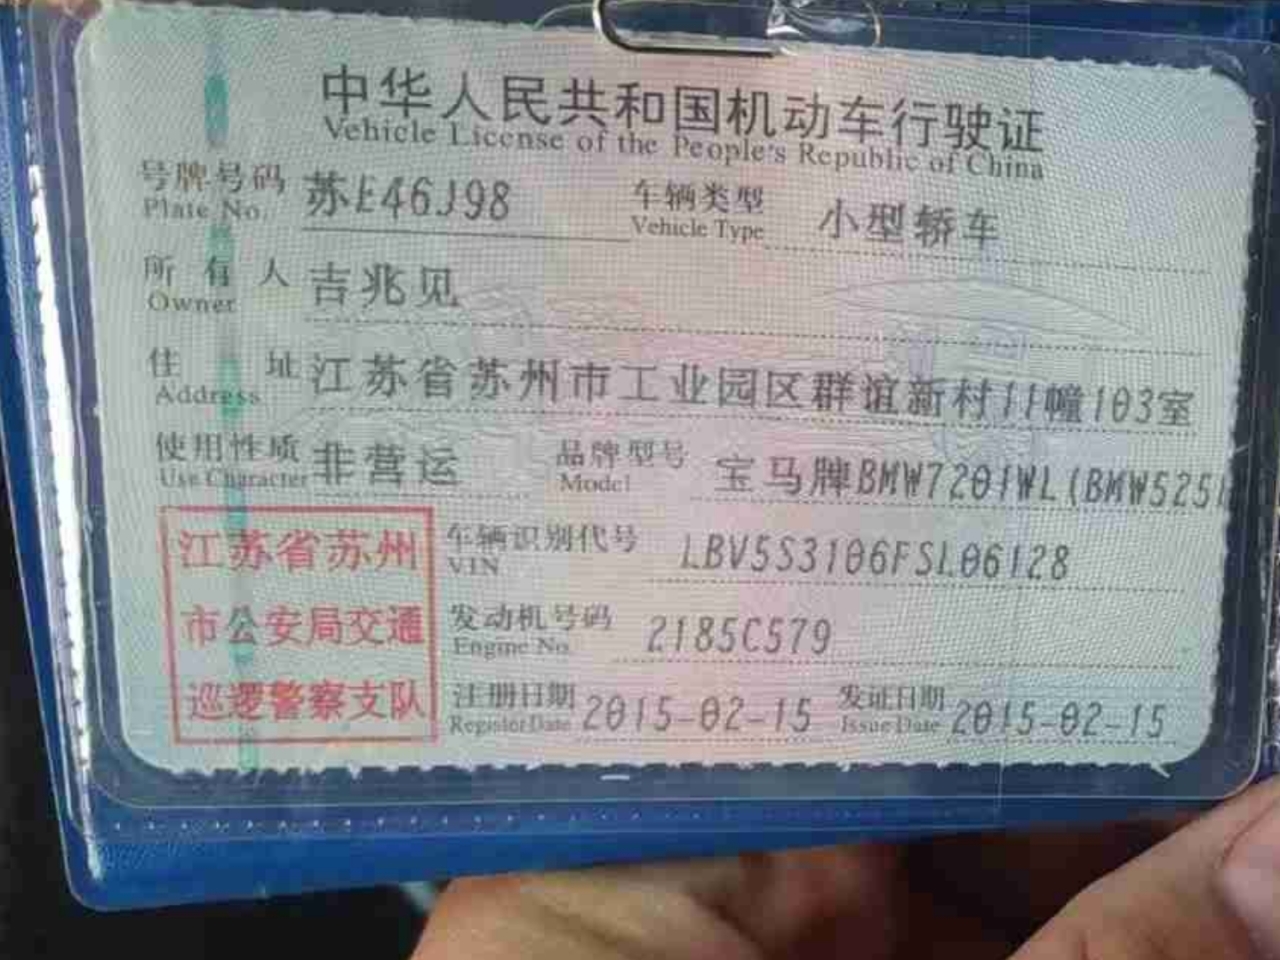 中华人民共和国机动车行驶证
Vehicle License of the People's Republic of China
号牌号码 苏E46J98 车辆类型 小型轿车
Plate No. Vehicle Type
所有人 吉兆见
Owner
住址 江苏省苏州市工业园区群谊新村11幢103室
Address
使用性质 非营运 品牌型号 宝马牌BMW7201WL(BMW525
Use Character Model
江苏省苏州
市公安局交通
巡逻警察支队
车辆识别代号 LBV5S3106FSL06128
VIN
发动机号码 2185C579
Engine No.
注册日期 2015-02-15 发证日期 2015-02-15
Register Date Issue Date